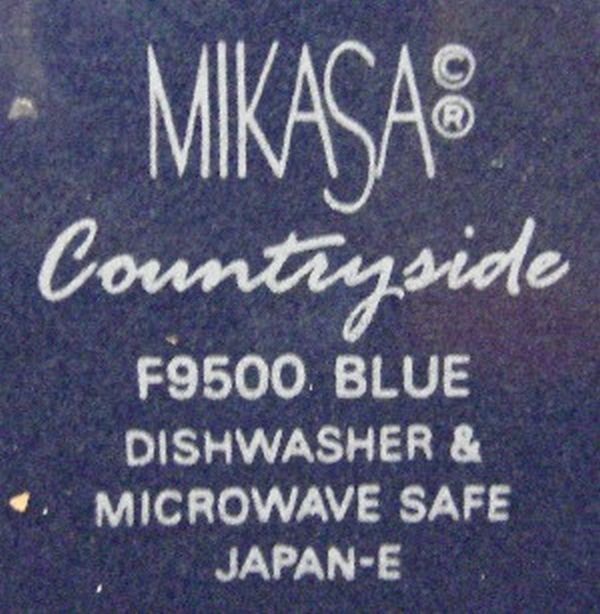 MIKASA © ®
Countryside
F9500 BLUE
DISHWASHER &
MICROWAVE SAFE
JAPAN-E